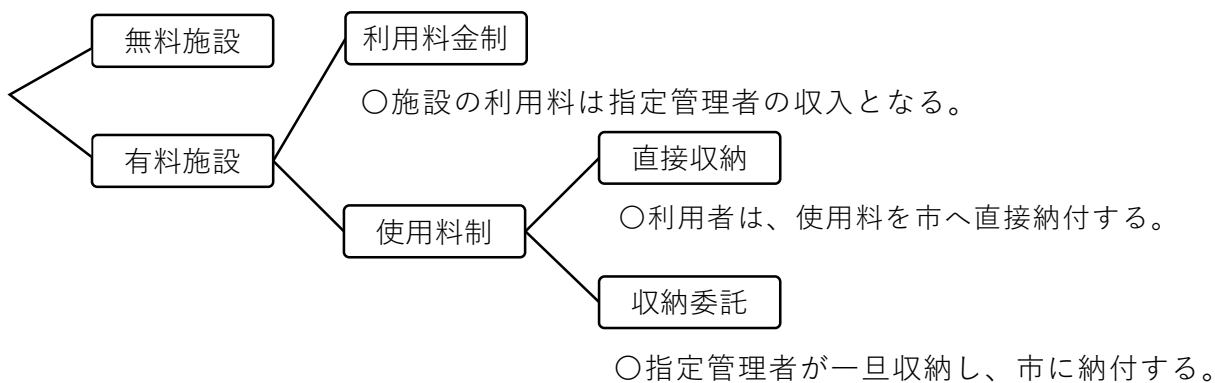 無料施設
利用料金制
〇施設の利用料は指定管理者の収入となる。
有料施設
直接収納
〇利用者は、使用料を市へ直接納付する。
使用料制
収納委託
〇指定管理者が一旦収納し、市に納付する。